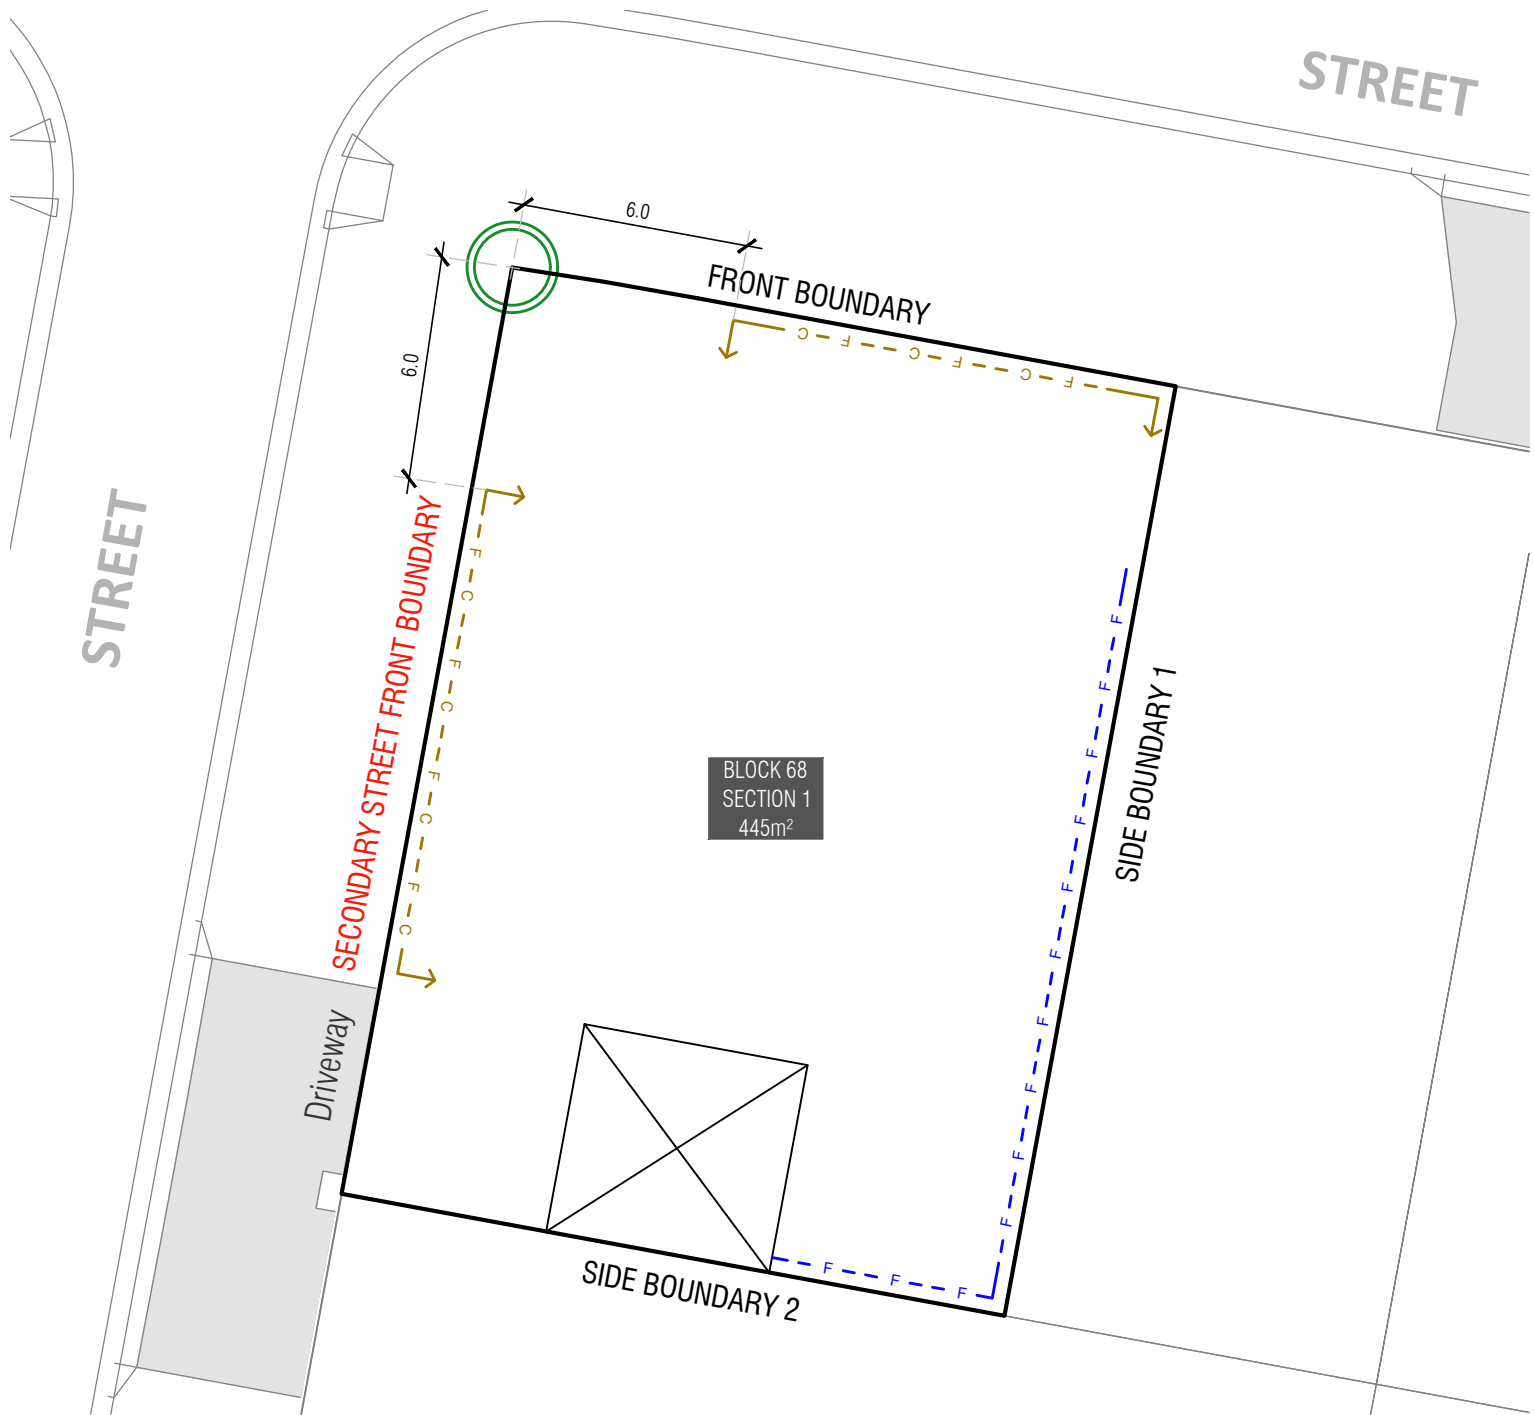 STREET
6.0
FRONT BOUNDARY
C F C F C F
6.0
STREET
SECONDARY STREET FRONT BOUNDARY
F C F C F C F C
F F F F F F F F F F
SIDE BOUNDARY 1
BLOCK 68
SECTION 1
445m²
Driveway
F F F
SIDE BOUNDARY 2